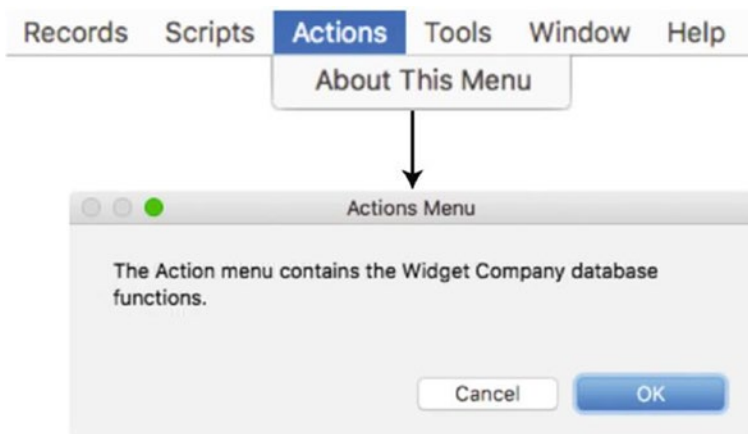 Records Scripts Actions Tools Window Help
About This Menu
Actions Menu
The Action menu contains the Widget Company database
functions.
Cancel OK